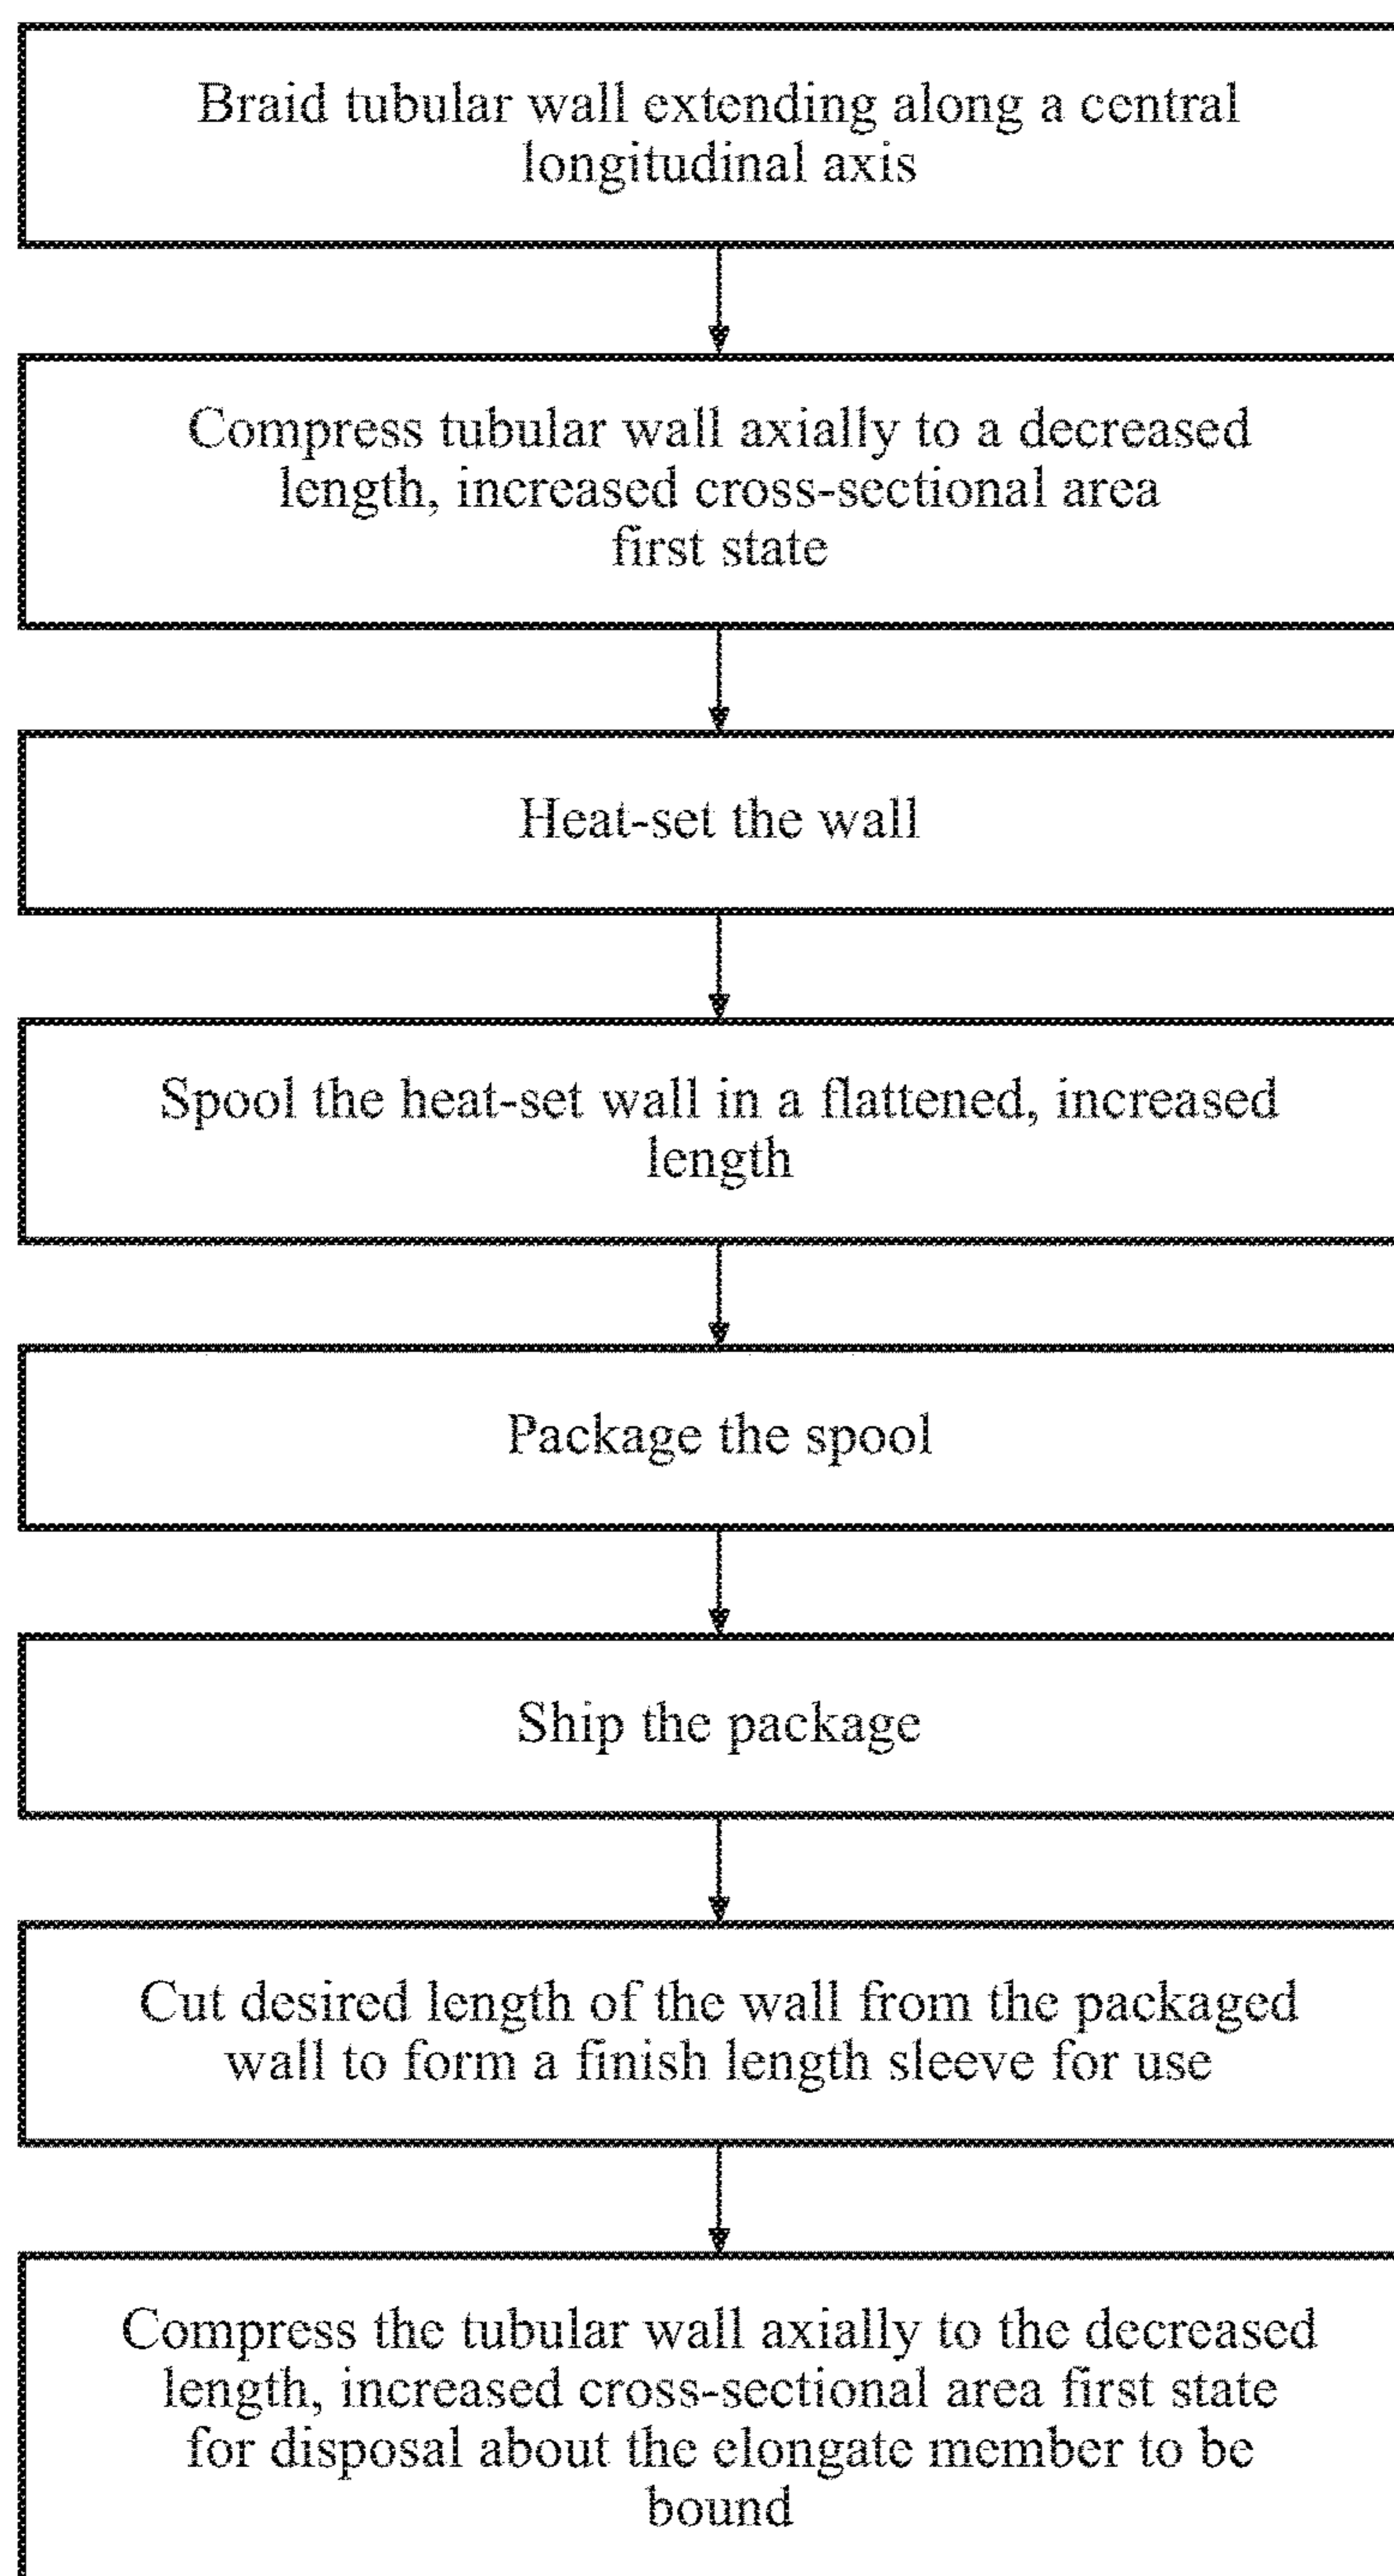 Braid tubular wall extending along a central
longitudinal axis
Compress tubular wall axially to a decreased
length, increased cross-sectional area
first state
Heat-set the wall
Spool the heat-set wall in a flattened, increased
length
Package the spool
Ship the package
Cut desired length of the wall from the packaged
wall to form a finish length sleeve for use
Compress the tubular wall axially to the decreased
length, increased cross-sectional area first state
for disposal about the elongate member to be
bound